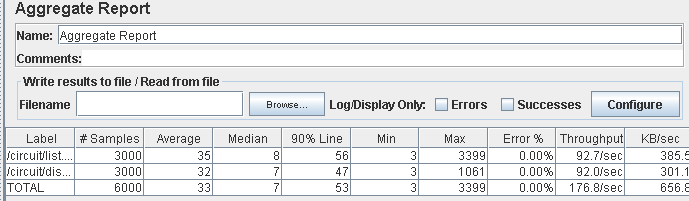 Aggregate Report
Name: Aggregate Report
Comments:
Write results to file / Read from file
Filename Browse... Log/Display Only: Errors Successes Configure
Label # Samples Average Median 90% Line Min Max Error % Throughput KB/sec
/circuit/list.... 3000 35 8 56 3 3399 0.00% 92.7/sec 385.5
/circuit/dis... 3000 32 7 47 3 1061 0.00% 92.0/sec 301.1
TOTAL 6000 33 7 53 3 3399 0.00% 176.8/sec 656.8